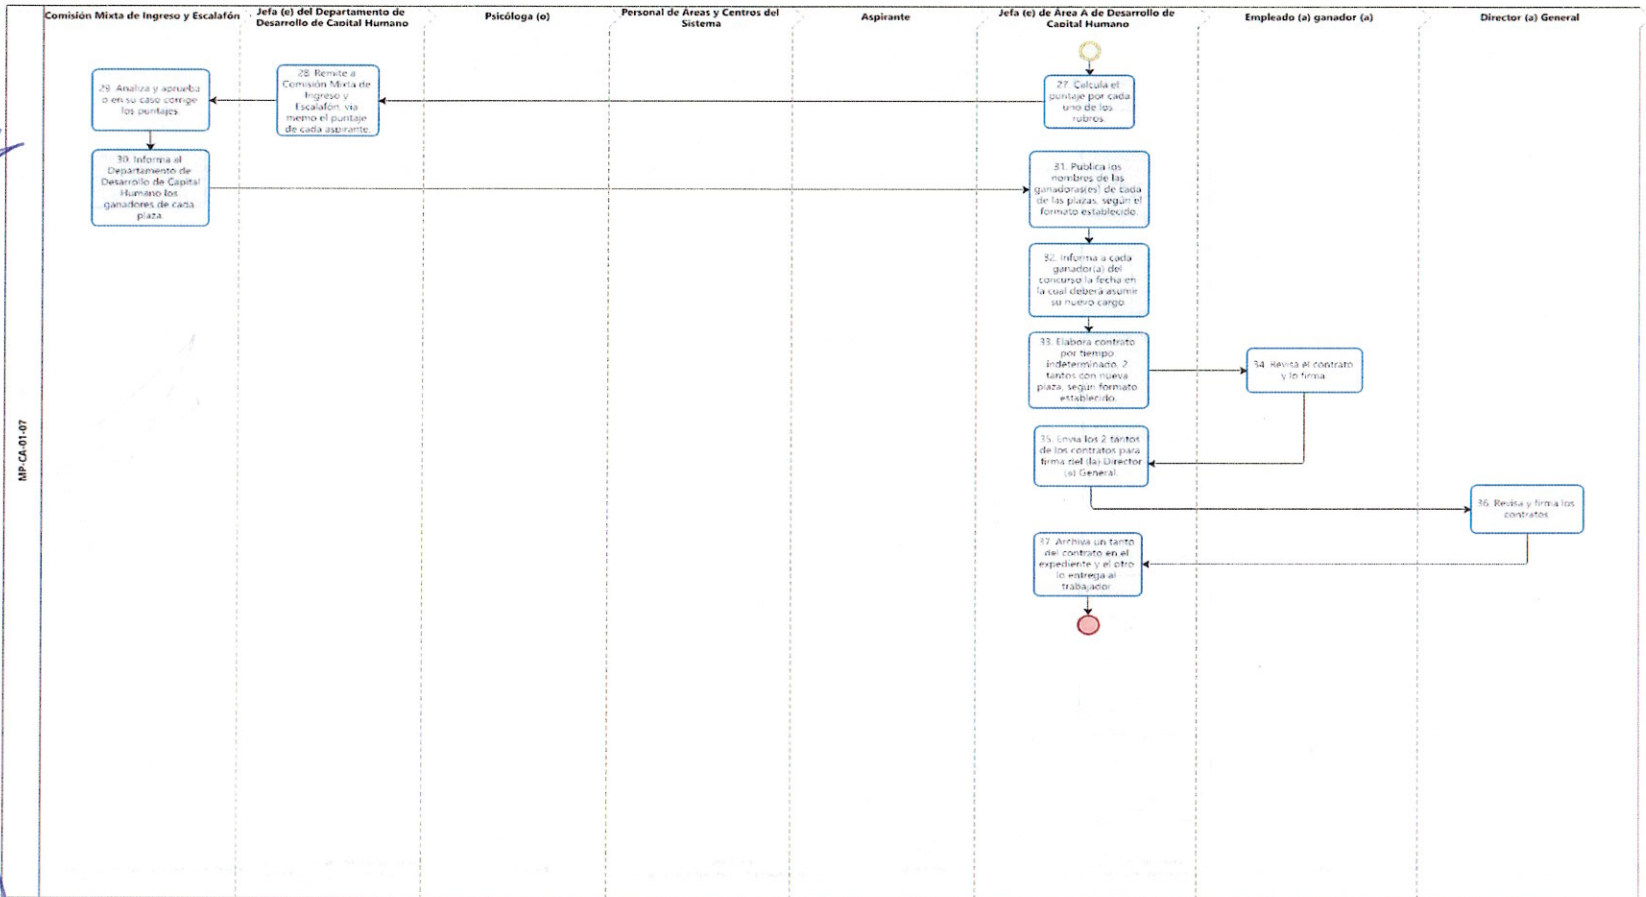 Comisión Mixta de Ingreso y Escalafón
Jefa (e) del Departamento de
Desarrollo de Capital Humano
Psicóloga (o)
Personal de Áreas y Centros del
Sistema
Aspirante
Jefa (e) de Área A de Desarrollo de
Capital Humano
Empleado (a) ganador (a)
Director (a) General
MP-CA-01-07
27. Calcula el
puntaje por cada
uno de los
rubros.
28. Remite a
Comisión Mixta de
Ingreso y
Escalafón, via
memo el puntaje
de cada aspirante.
29. Analiza y aprueba
o en su caso corrige
los puntajes.
30. Informa al
Departamento de
Desarrollo de Capital
Humano los
ganadores de cada
plaza.
31. Publica los
nombres de las
ganadoras(es) de cada
de las plazas, según el
formato establecido.
32. Informa a cada
ganador(a) del
concurso la fecha en
la cual deberá asumir
su nuevo cargo
33. Elabora contrato
por tiempo
indeterminado, 2
tantos con nueva
plaza, según formato
establecido.
34. Revisa el contrato
y lo firma
35. Envia los 2 tantos
de los contratos para
firma del (la) Director
(a) General.
36. Revisa y firma los
contratos
37. Archiva un tanto
del contrato en el
expediente y el otro
lo entrega al
trabajador